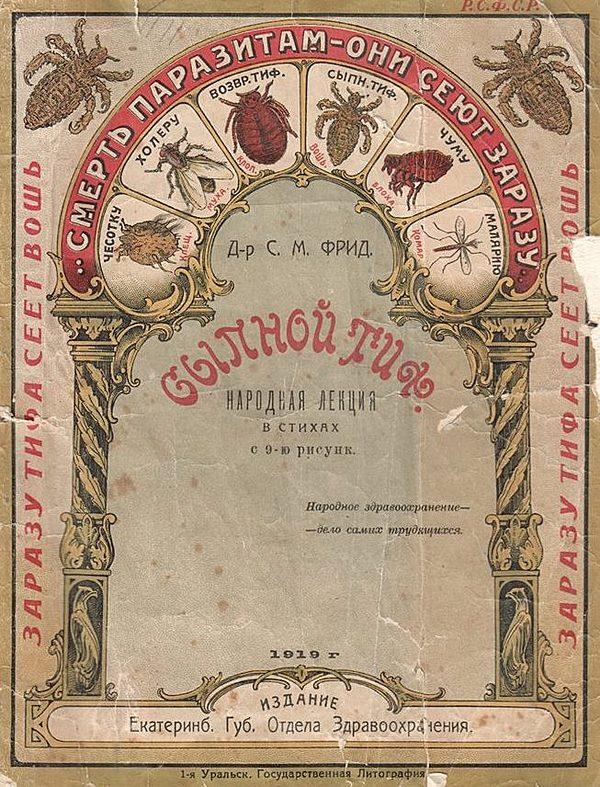 Р.С.Ф.С.Р.
„СМЕРТЬ ПАРАЗИТАМ-ОНИ СЕЮТ ЗАРАЗУ„
ЧЕСОТКУ
Клещ.
ХОЛЕРУ
Муха.
ВОЗВР.ТИФ.
Клоп.
СЫПН.ТИФ.
Вошь.
ЧУМУ
Блоха.
МАЛЯРИЮ
Комар.
ЗАРАЗУ ТИФА СЕЕТ ВОШЬ
ЗАРАЗУ ТИФА СЕЕТ ВОШЬ
Д-р С. М. ФРИД.
СЫПНОЙ ТИФ.
НАРОДНАЯ ЛЕКЦИЯ
В СТИХАХ
с 9-ю рисунк.
Народное здравоохранение—
—дело самих трудящихся.
1919 г
ИЗДАНИЕ
Екатеринб. Губ. Отдела Здравоохранения.
1-я Уральск. Государственная Литография